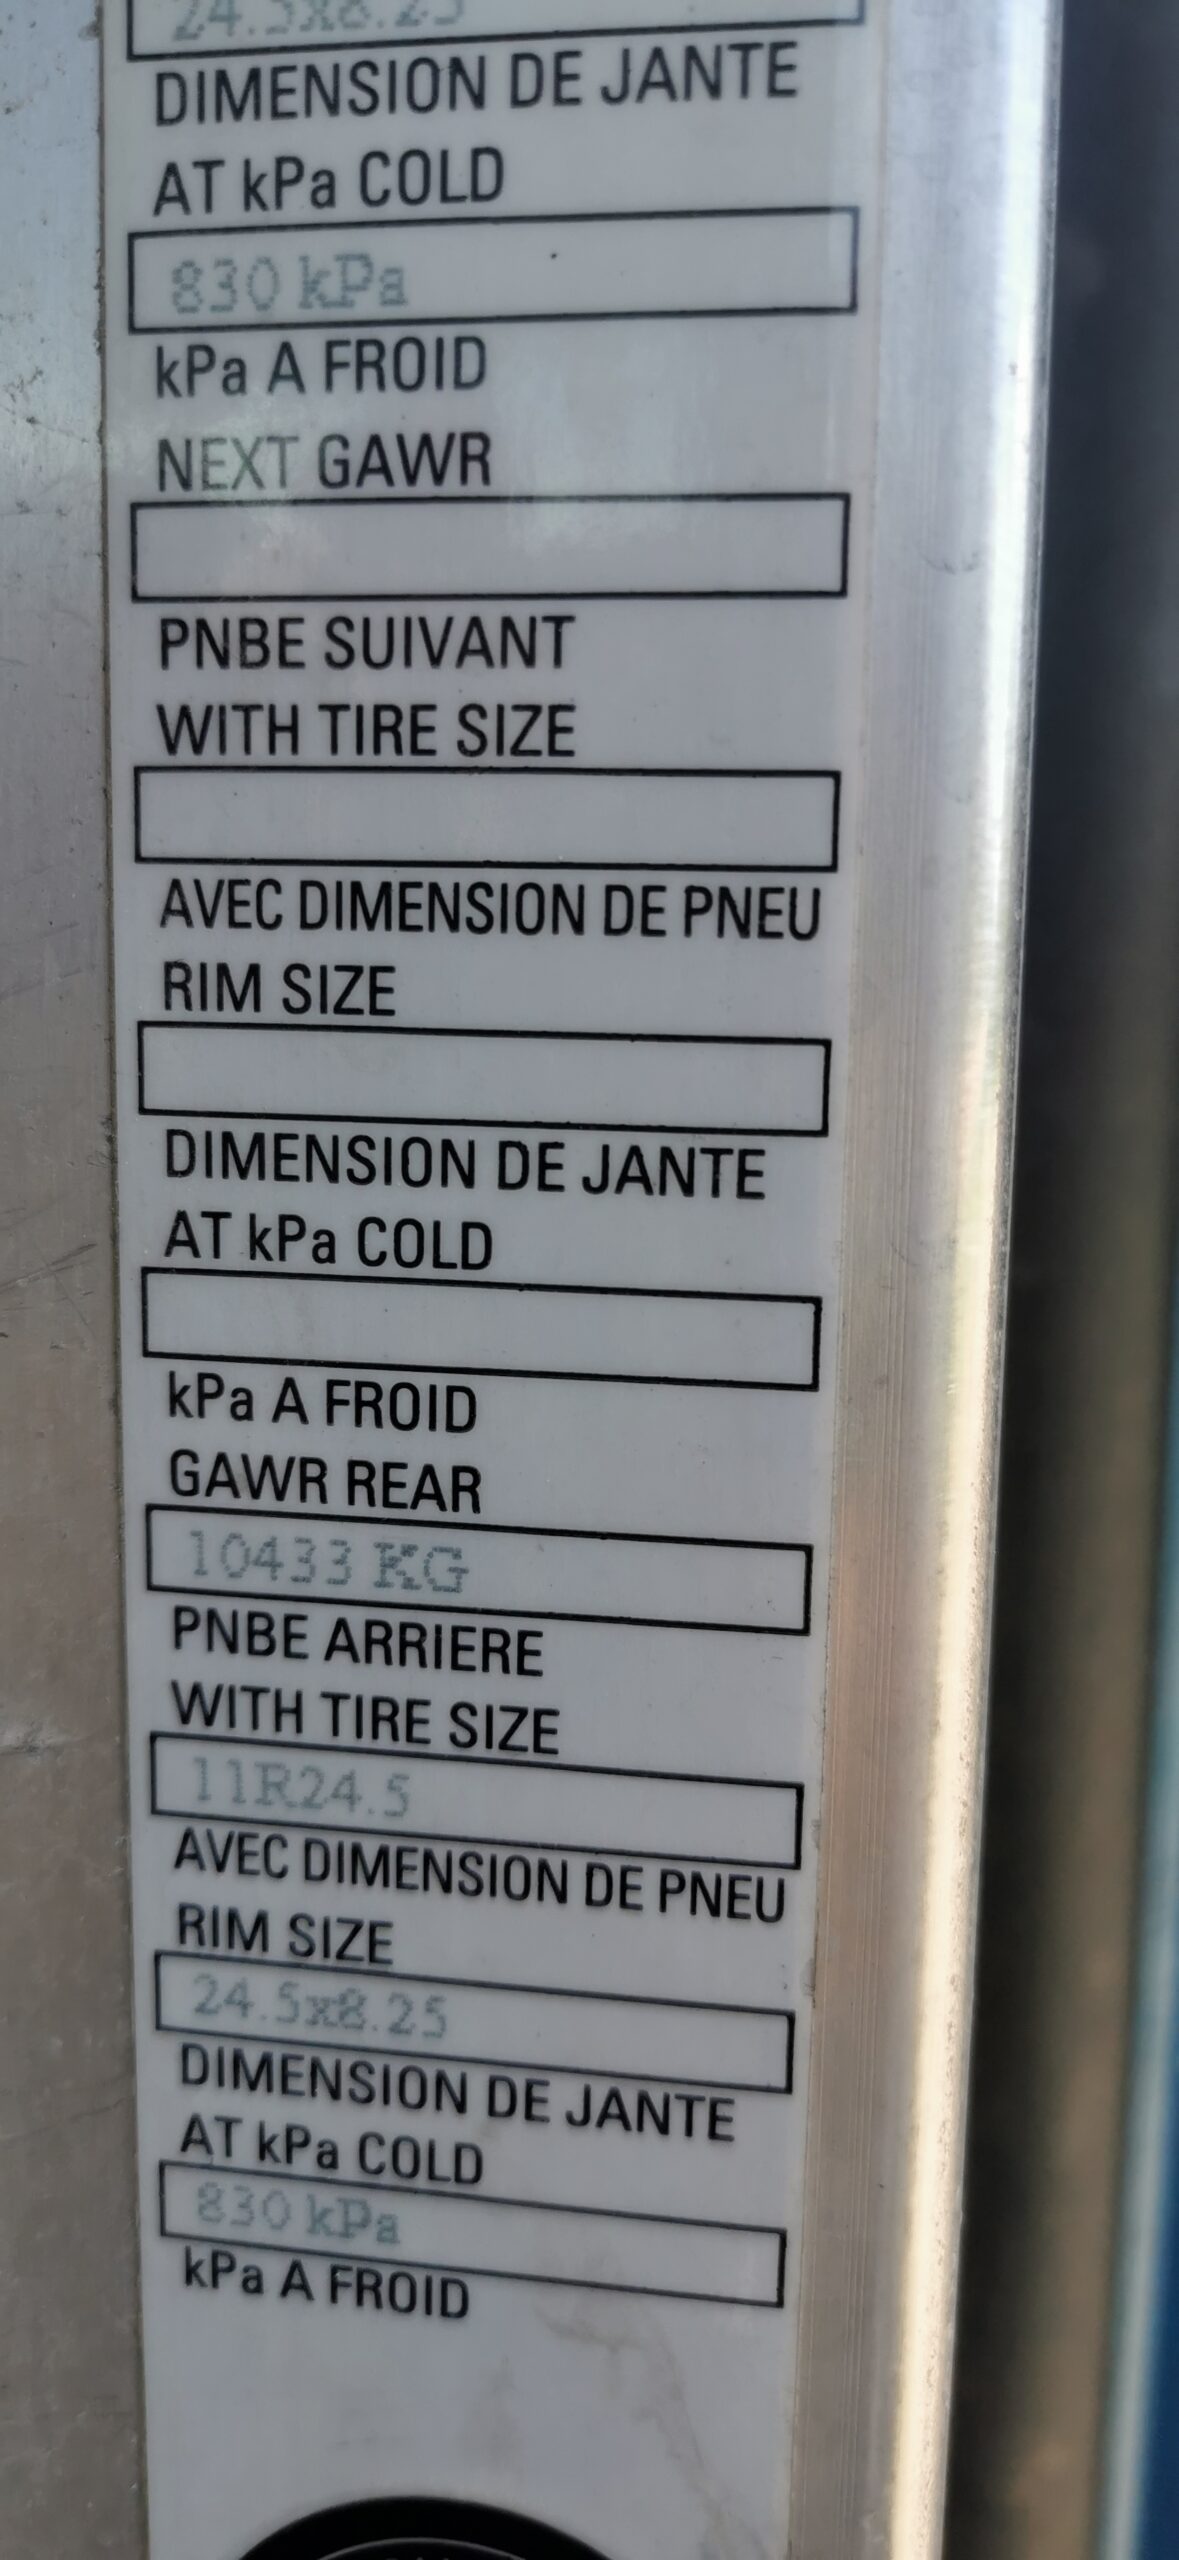 24.5x8.25
DIMENSION DE JANTE
AT kPa COLD
830 kPa
kPa A FROID
NEXT GAWR
PNBE SUIVANT
WITH TIRE SIZE
AVEC DIMENSION DE PNEU
RIM SIZE
DIMENSION DE JANTE
AT kPa COLD
kPa A FROID
GAWR REAR
10433 KG
PNBE ARRIERE
WITH TIRE SIZE
11R24.5
AVEC DIMENSION DE PNEU
RIM SIZE
24.5x8.25
DIMENSION DE JANTE
AT kPa COLD
830 kPa
kPa A FROID